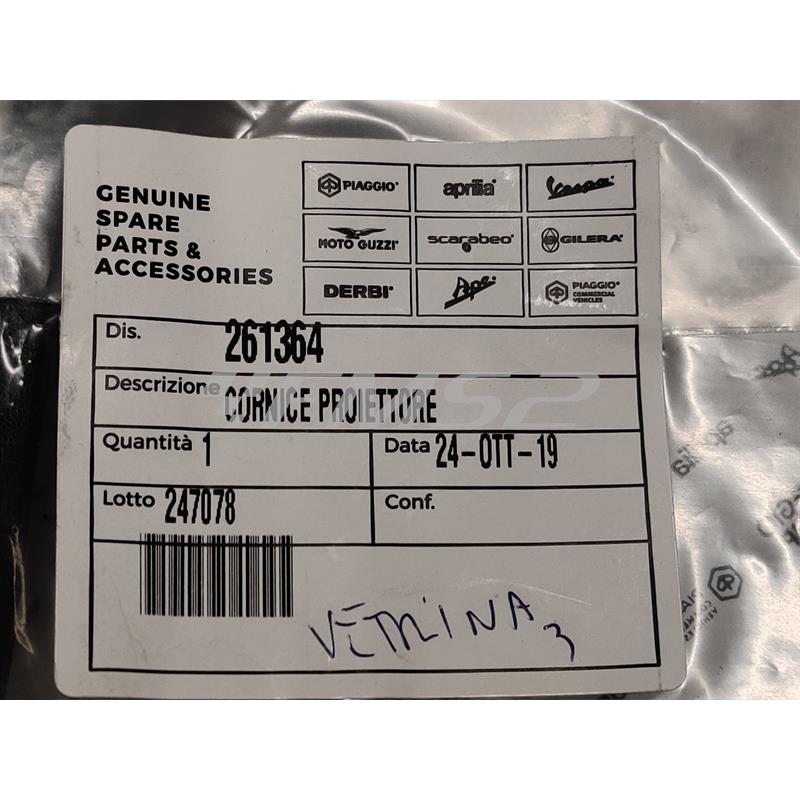 GENUINE
SPARE
PARTS &
ACCESSORIES
PIAGGIO aprilia Vespa
MOTO GUZZI scarabeo GILERA
DERBI Ape PIAGGIO
COMMERCIAL
VEHICLES
Dis. 261364
Descrizione CORNICE PROIETTORE
Quantità 1 Data 24-OTT-19
Lotto 247078 Conf.
VETRINA 3